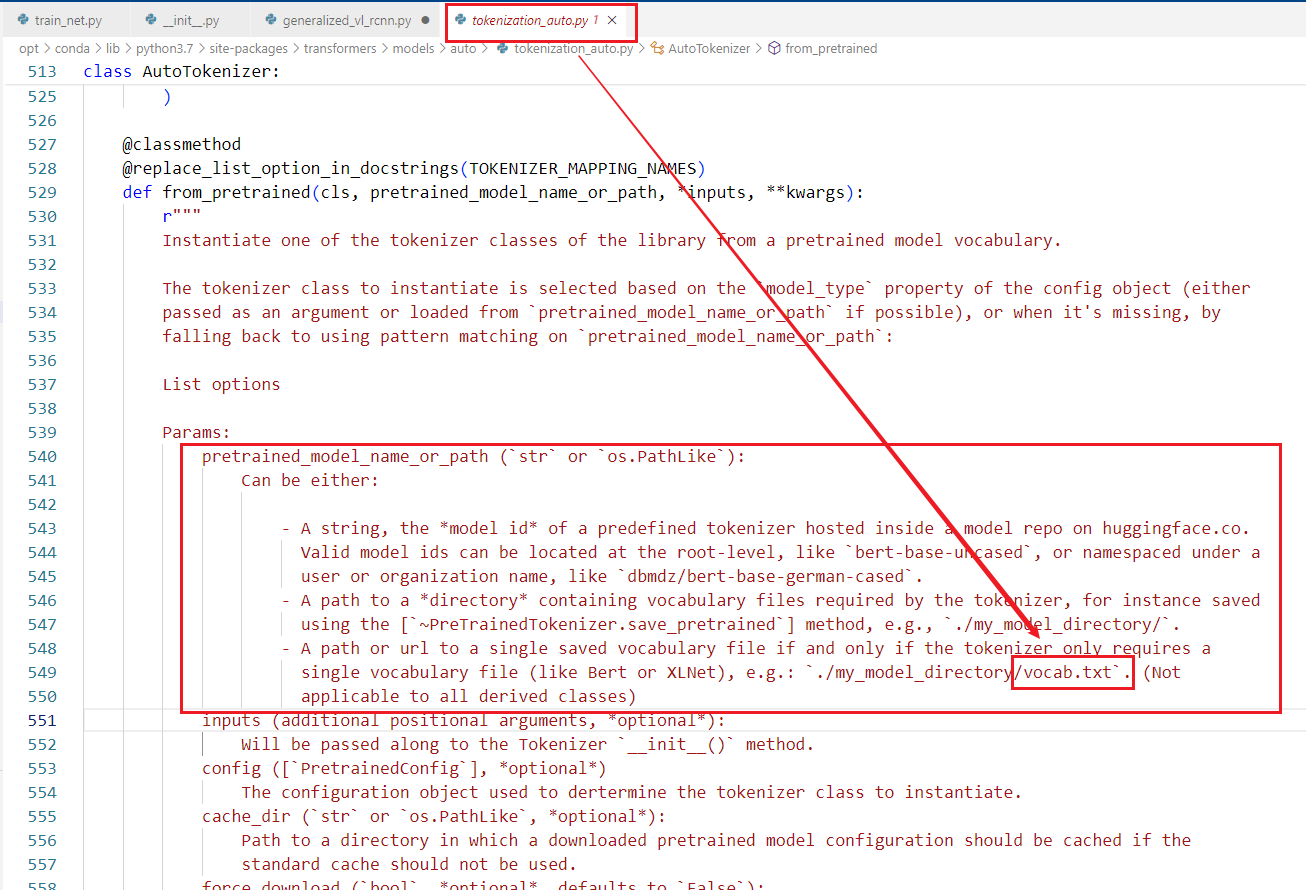 train_net.py __init__.py generalized_vl_rcnn.py tokenization_auto.py 1
opt > conda > lib > python3.7 > site-packages > transformers > models > auto > tokenization_auto.py > AutoTokenizer > from_pretrained
513 class AutoTokenizer:
525 )
526
527 @classmethod
528 @replace_list_option_in_docstrings(TOKENIZER_MAPPING_NAMES)
529 def from_pretrained(cls, pretrained_model_name_or_path, *inputs, **kwargs):
530 r"""
531 Instantiate one of the tokenizer classes of the library from a pretrained model vocabulary.
532
533 The tokenizer class to instantiate is selected based on the `model_type` property of the config object (either
534 passed as an argument or loaded from `pretrained_model_name_or_path` if possible), or when it's missing, by
535 falling back to using pattern matching on `pretrained_model_name_or_path`:
536
537 List options
538
539 Params:
540 pretrained_model_name_or_path (`str` or `os.PathLike`):
541 Can be either:
542
543 - A string, the *model id* of a predefined tokenizer hosted inside a model repo on huggingface.co.
544 Valid model ids can be located at the root-level, like `bert-base-uncased`, or namespaced under a
545 user or organization name, like `dbmdz/bert-base-german-cased`.
546 - A path to a *directory* containing vocabulary files required by the tokenizer, for instance saved
547 using the [`~PreTrainedTokenizer.save_pretrained`] method, e.g., `./my_model_directory/`.
548 - A path or url to a single saved vocabulary file if and only if the tokenizer only requires a
549 single vocabulary file (like Bert or XLNet), e.g.: `./my_model_directory/vocab.txt`. (Not
550 applicable to all derived classes)
551 inputs (additional positional arguments, *optional*):
552 Will be passed along to the Tokenizer `__init__()` method.
553 config ([`PretrainedConfig`], *optional*)
554 The configuration object used to dertermine the tokenizer class to instantiate.
555 cache_dir (`str` or `os.PathLike`, *optional*):
556 Path to a directory in which a downloaded pretrained model configuration should be cached if the
557 standard cache should not be used.
558 force_download (`bool`, *optional*, defaults to `False`):